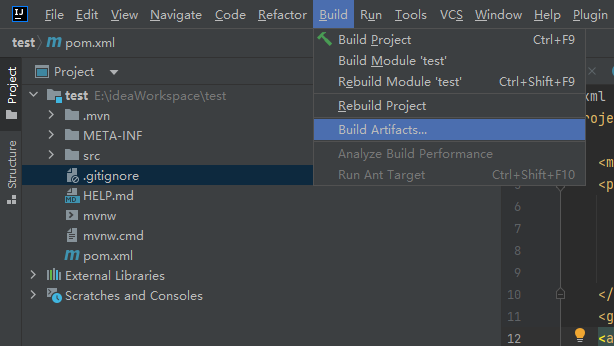 IJ File Edit View Navigate Code Refactor Build Run Tools VCS Window Help Plugin
test pom.xml
Build Project Ctrl+F9
Build Module 'test'
Rebuild Module 'test' Ctrl+Shift+F9
Rebuild Project
Build Artifacts...
Analyze Build Performance
Run Ant Target Ctrl+Shift+F10
Project
Structure
Project
test E:\ideaWorkspace\test
.mvn
META-INF
src
.gitignore
HELP.md
mvnw
mvnw.cmd
pom.xml
External Libraries
Scratches and Consoles
xml
roje
<m
<p
6
7
8
9
10 </
11 <g
12 <a